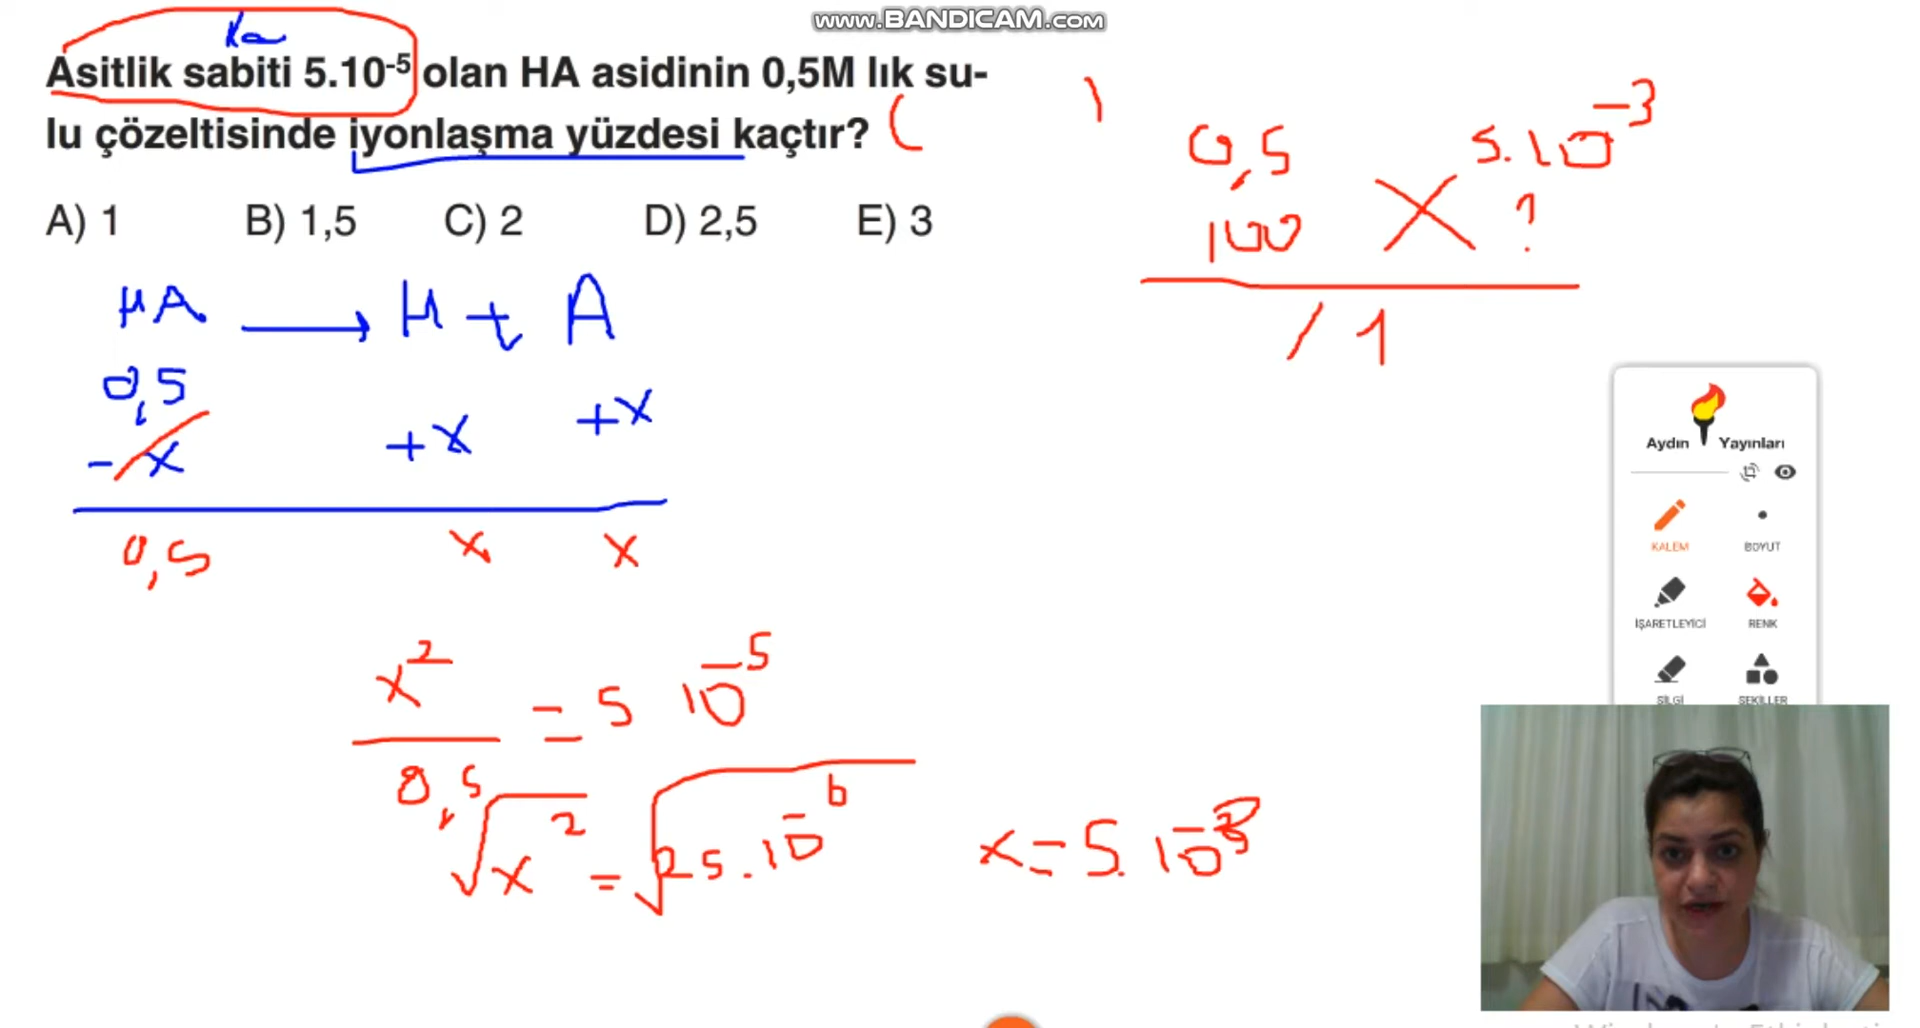 www.BANDICAM.com
Ka
Asitlik sabiti 5.10⁻⁵ olan HA asidinin 0,5M lık su-
lu çözeltisinde iyonlaşma yüzdesi kaçtır? ( )
A) 1 B) 1,5 C) 2 D) 2,5 E) 3
0,5 5.10⁻³
100 ?
/ 1
HA → H + A
0,5
-x +x +x
0,5 x x
x² = 5 10⁻⁵
0,5
√x² = √25.10⁻⁶ x = 5.10⁻³
Aydın Yayınları
KALEM BOYUT
İŞARETLEYİCİ RENK
SİLGİ ŞEKİLLER